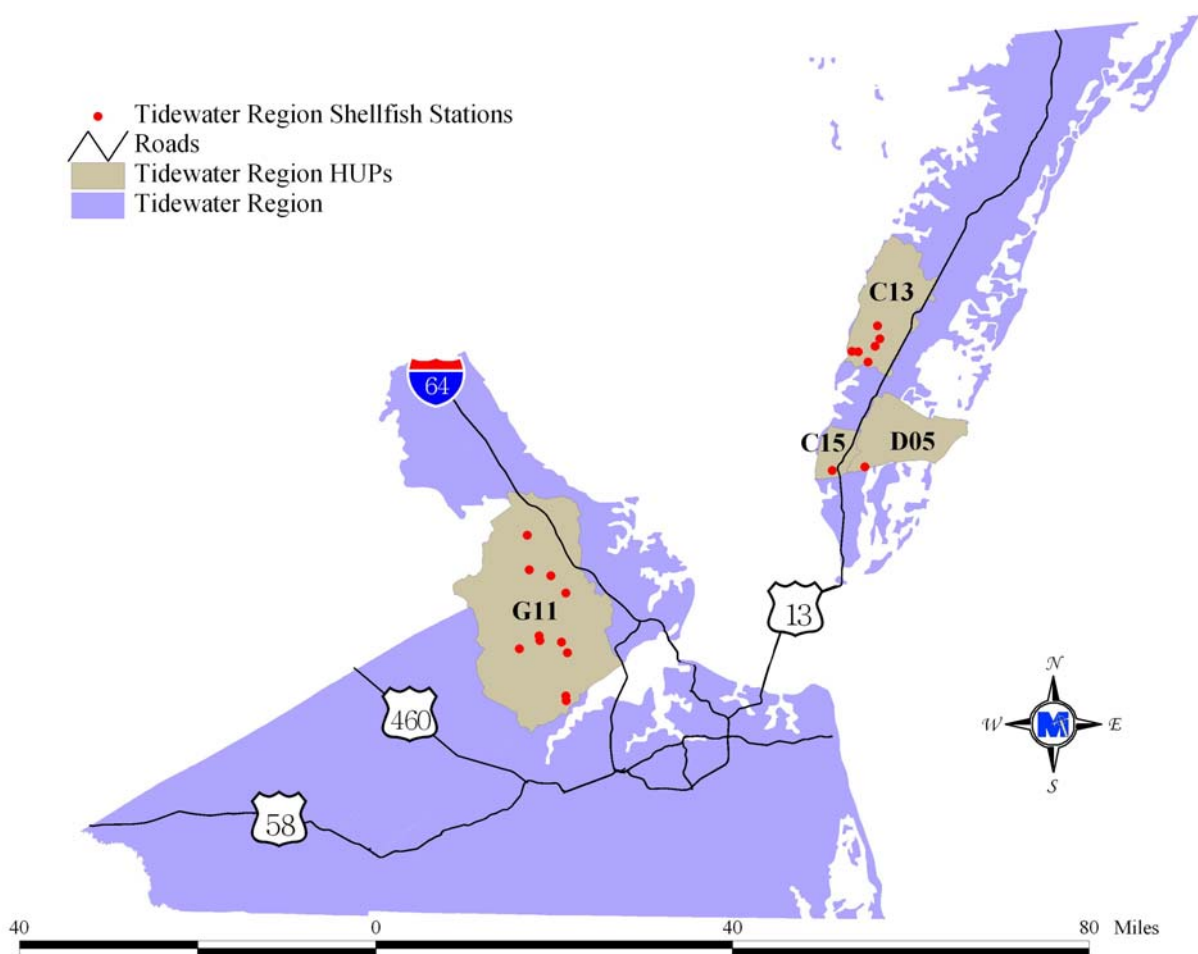 Tidewater Region Shellfish Stations
Roads
Tidewater Region HUPs
Tidewater Region
C13
64
C15
D05
G11
13
N
460
W
M
E
S
58
40
0
40
80
Miles